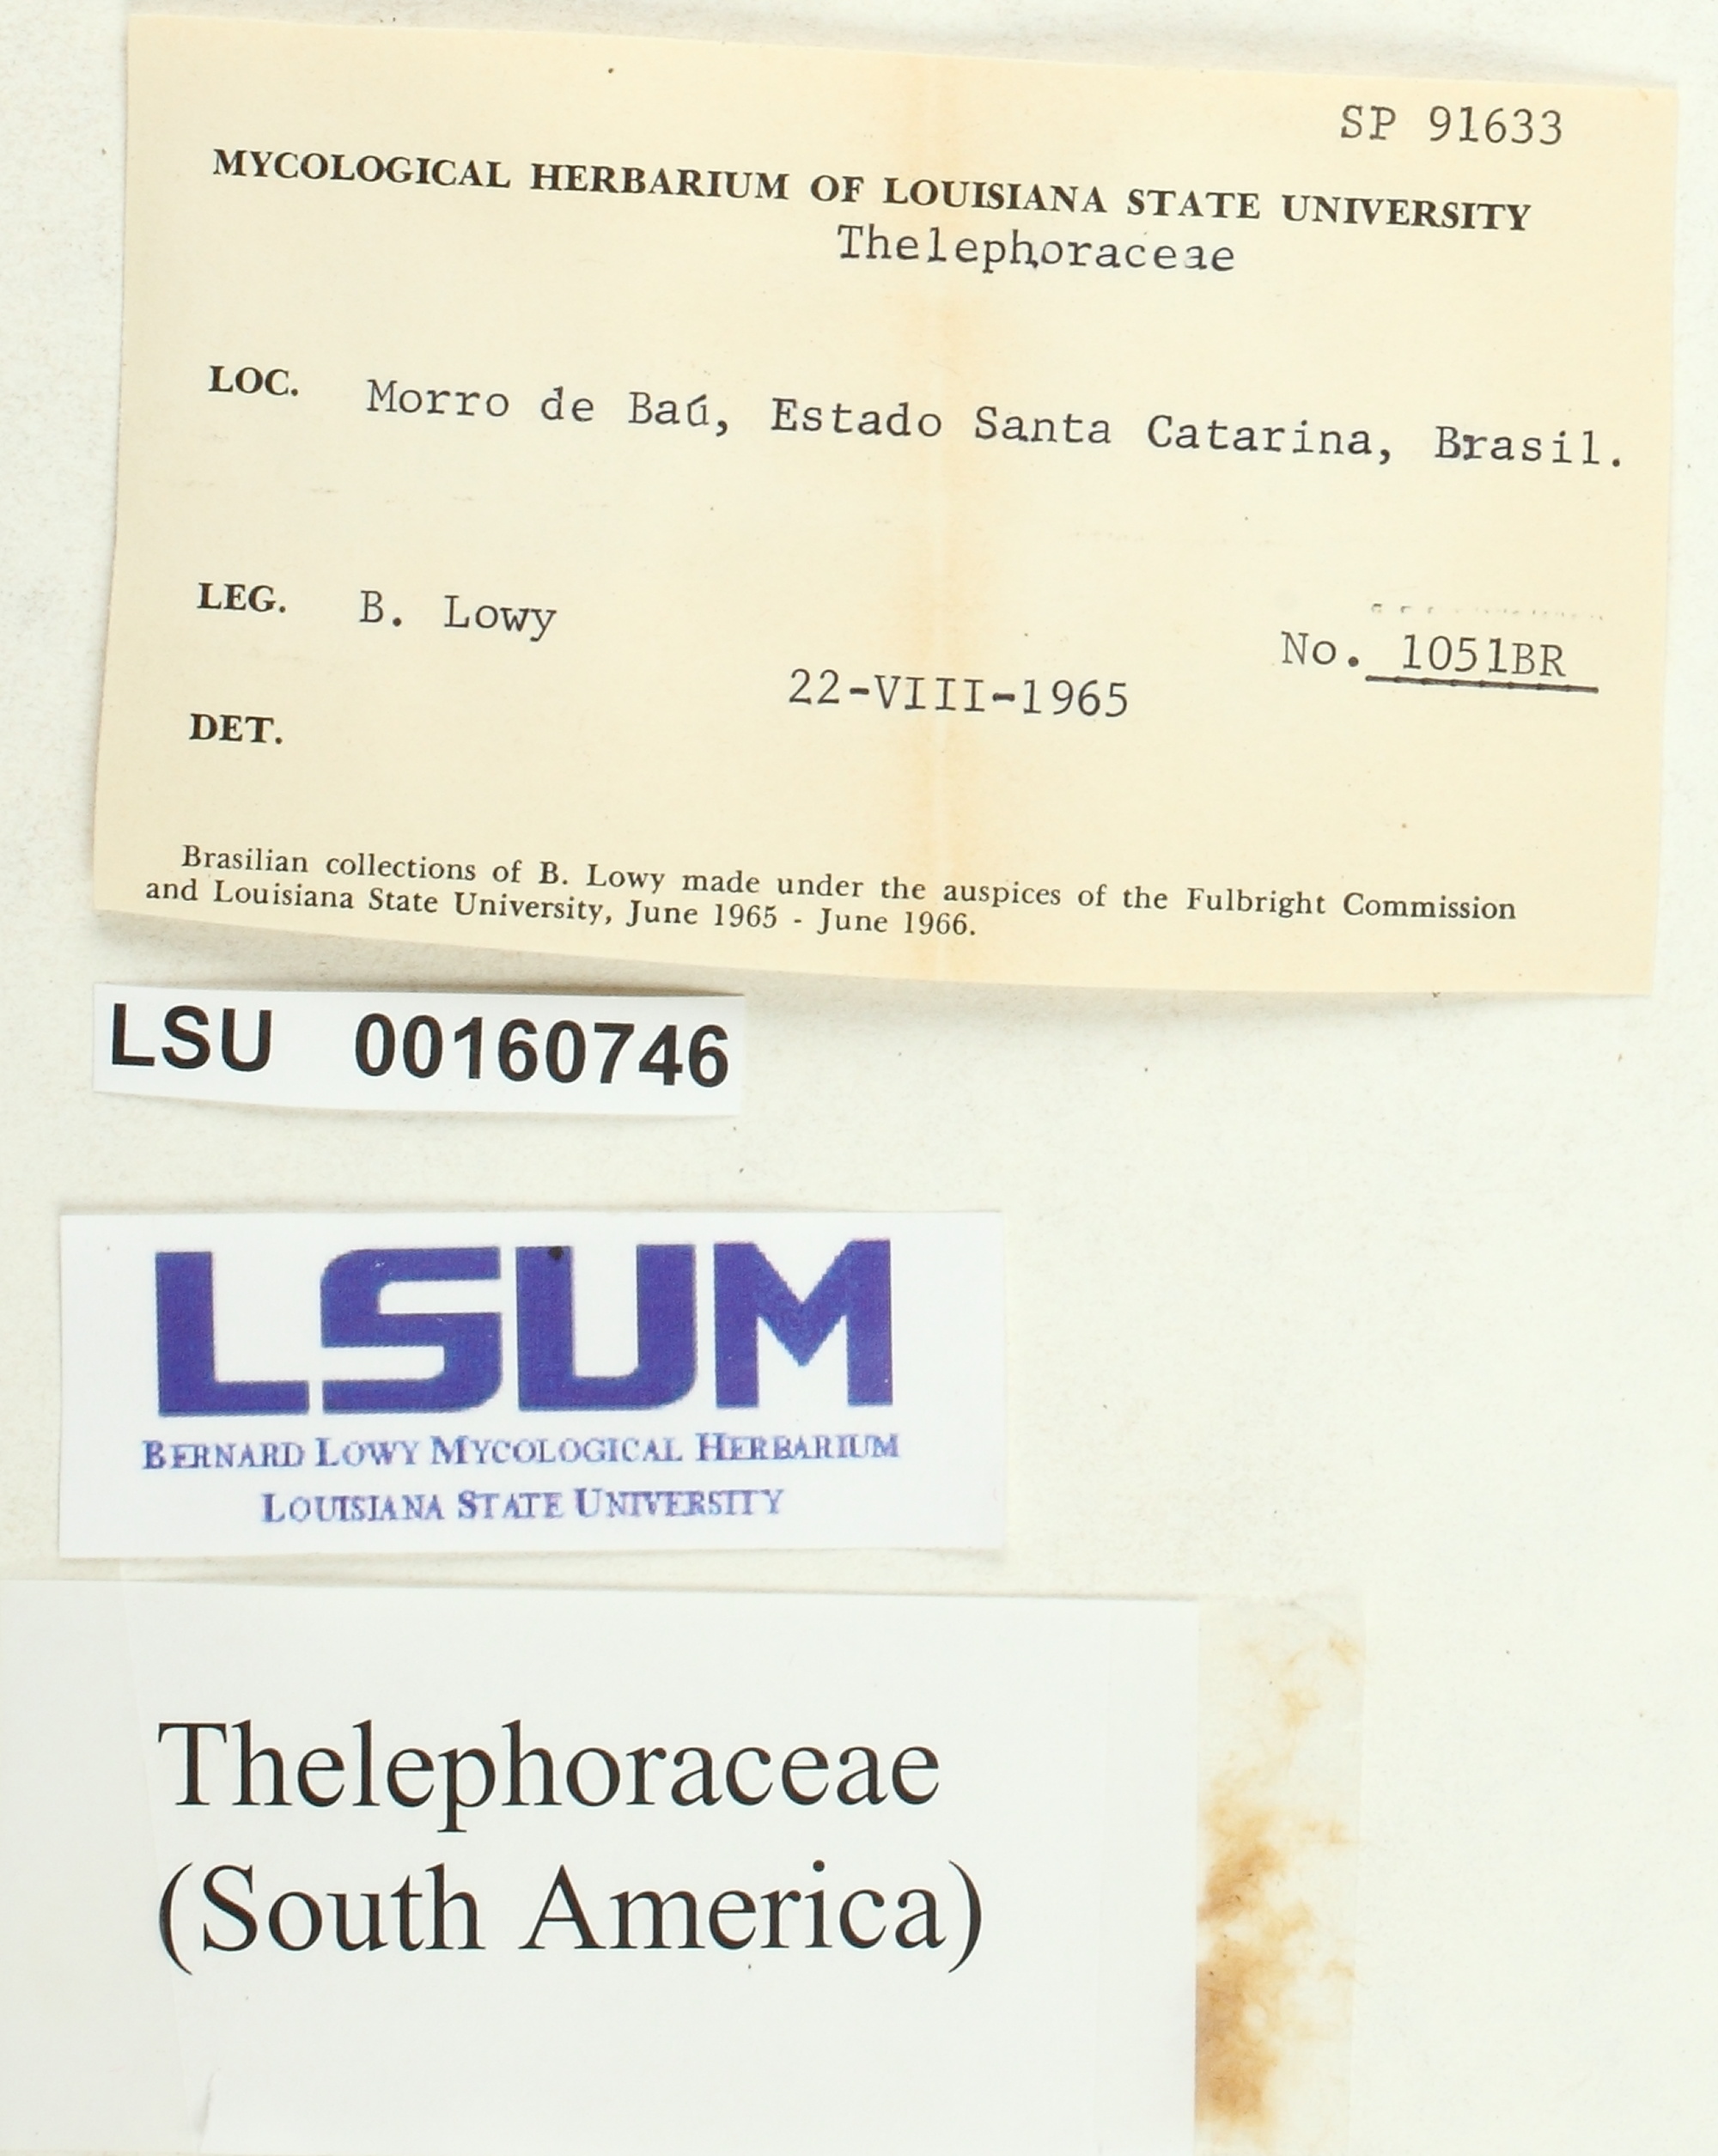 SP 91633
MYCOLOGICAL HERBARIUM OF LOUISIANA STATE UNIVERSITY
Thelephoraceae
LOC. Morro de Baú, Estado Santa Catarina, Brasil.
LEG. B. Lowy
No. 1051BR
22-VIII-1965
DET.
Brasilian collections of B. Lowy made under the auspices of the Fulbright Commission
and Louisiana State University, June 1965 - June 1966.
LSU 00160746
LSUM
BERNARD LOWY MYCOLOGICAL HERBARIUM
LOUISIANA STATE UNIVERSITY
Thelephoraceae
(South America)